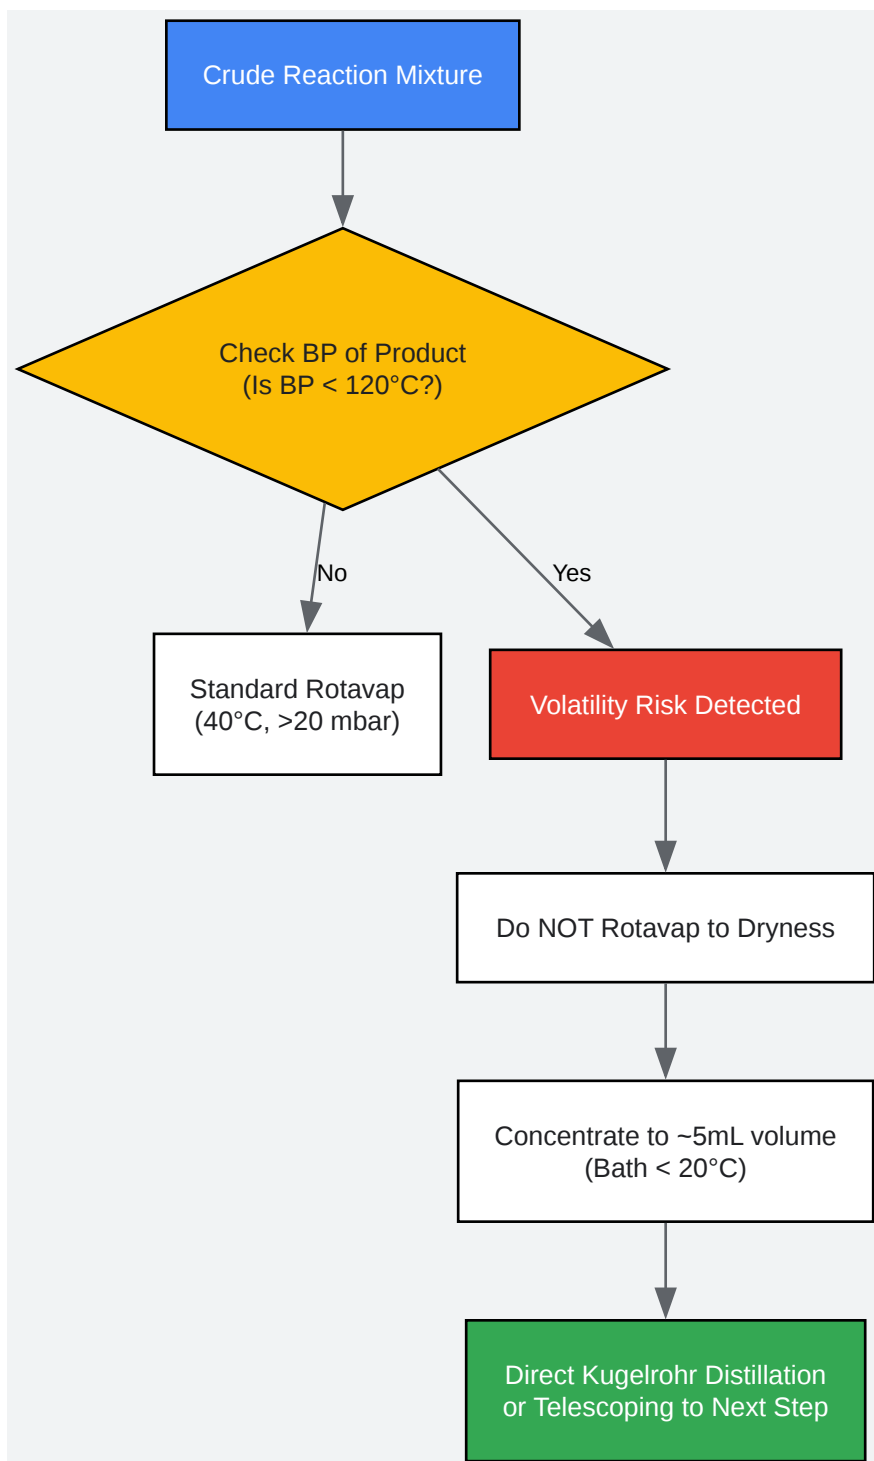 Crude Reaction Mixture
Check BP of Product
(Is BP < 120°C?)
No
Yes
Standard Rotavap
(40°C, >20 mbar)
Volatility Risk Detected
Do NOT Rotavap to Dryness
Concentrate to ~5mL volume
(Bath < 20°C)
Direct Kugelrohr Distillation
or Telescoping to Next Step